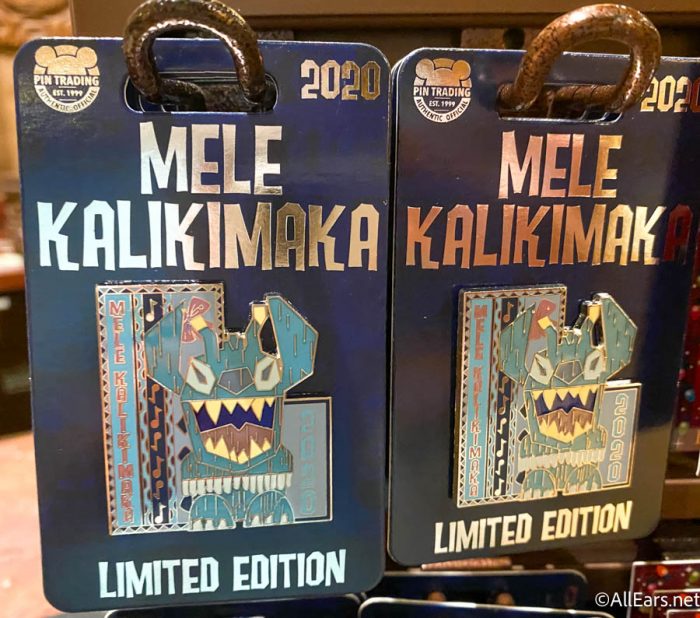 PIN TRADING
EST. 1999
AUTHENTIC OFFICIAL
2020
MELE
KALIKIMAKA
MELE KALIKIMAKA
2020
LIMITED EDITION
PIN TRADING
EST. 1999
AUTHENTIC OFFICIAL
2020
MELE
KALIKIMAKA
MELE KALIKIMAKA
2020
LIMITED EDITION
©AllEars.net